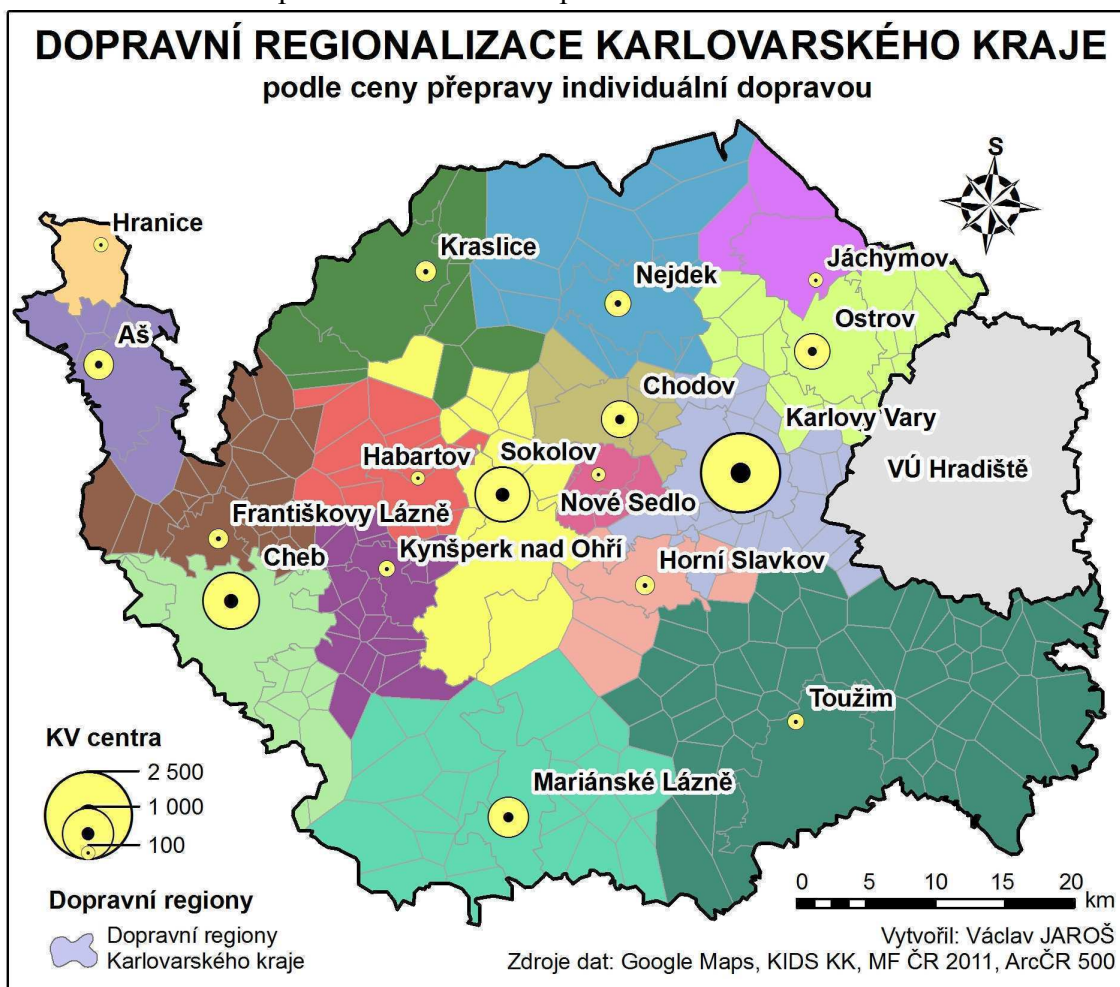 DOPRAVNÍ REGIONALIZACE KARLOVARSKÉHO KRAJE
podle ceny přepravy individuální dopravou
S
Hranice
Kraslice
Jáchymov
Nejdek
Aš
Ostrov
Chodov
Karlovy Vary
Habartov
Sokolov
VÚ Hradiště
Nové Sedlo
Františkovy Lázně
Kynšperk nad Ohří
Cheb
Horní Slavkov
Toužim
Mariánské Lázně
KV centra
2 500
1 000
100
Dopravní regiony
Dopravní regiony
Karlovarského kraje
0 5 10 15 20
km
Vytvořil: Václav JAROŠ
Zdroje dat: Google Maps, KIDS KK, MF ČR 2011, ArcČR 500